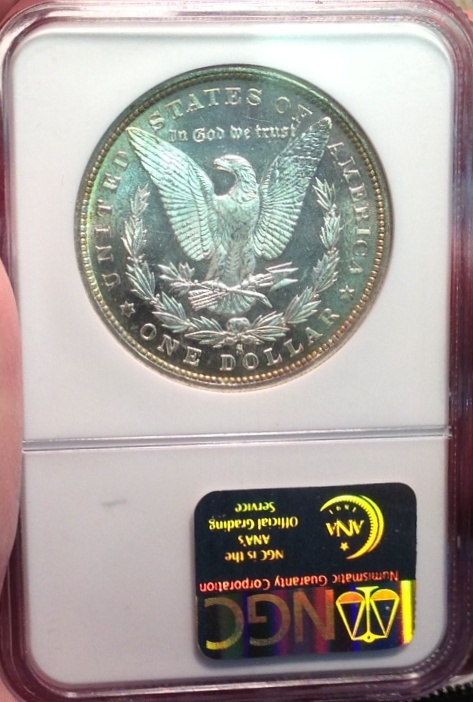 UNITED STATES OF AMERICA
In God we trust
ONE DOLLAR
S
NGC
Numismatic Guaranty Corporation
NGC is the
ANA's
Official Grading
Service
ANA
1891